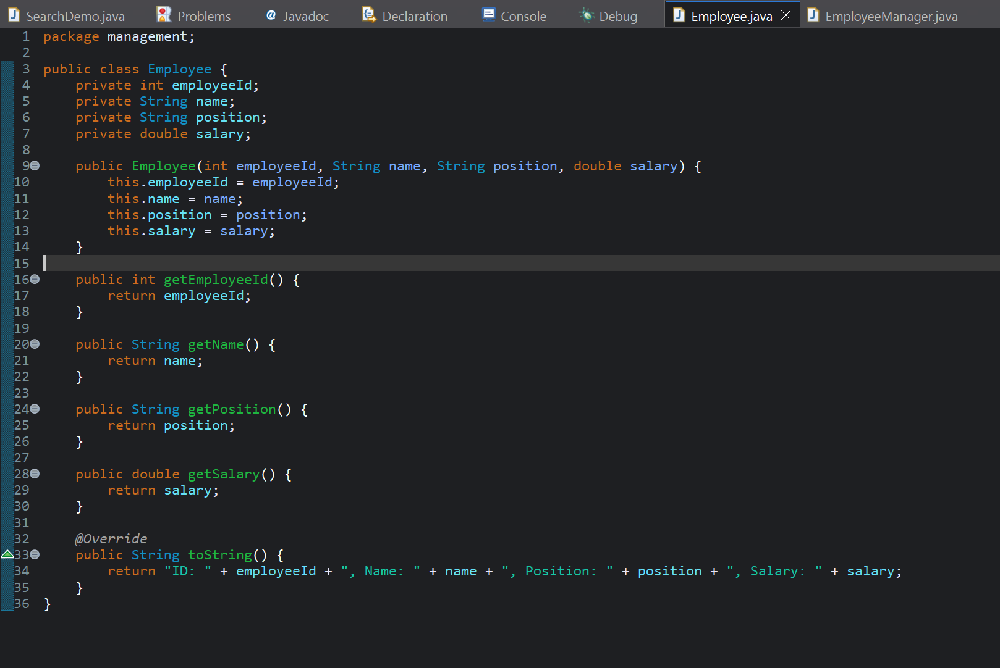 SearchDemo.java Problems @ Javadoc Declaration Console Debug Employee.java EmployeeManager.java
1 package management;
2
3 public class Employee {
4     private int employeeId;
5     private String name;
6     private String position;
7     private double salary;
8
9     public Employee(int employeeId, String name, String position, double salary) {
10         this.employeeId = employeeId;
11         this.name = name;
12         this.position = position;
13         this.salary = salary;
14     }
15
16     public int getEmployeeId() {
17         return employeeId;
18     }
19
20     public String getName() {
21         return name;
22     }
23
24     public String getPosition() {
25         return position;
26     }
27
28     public double getSalary() {
29         return salary;
30     }
31
32     @Override
33     public String toString() {
34         return "ID: " + employeeId + ", Name: " + name + ", Position: " + position + ", Salary: " + salary;
35     }
36 }